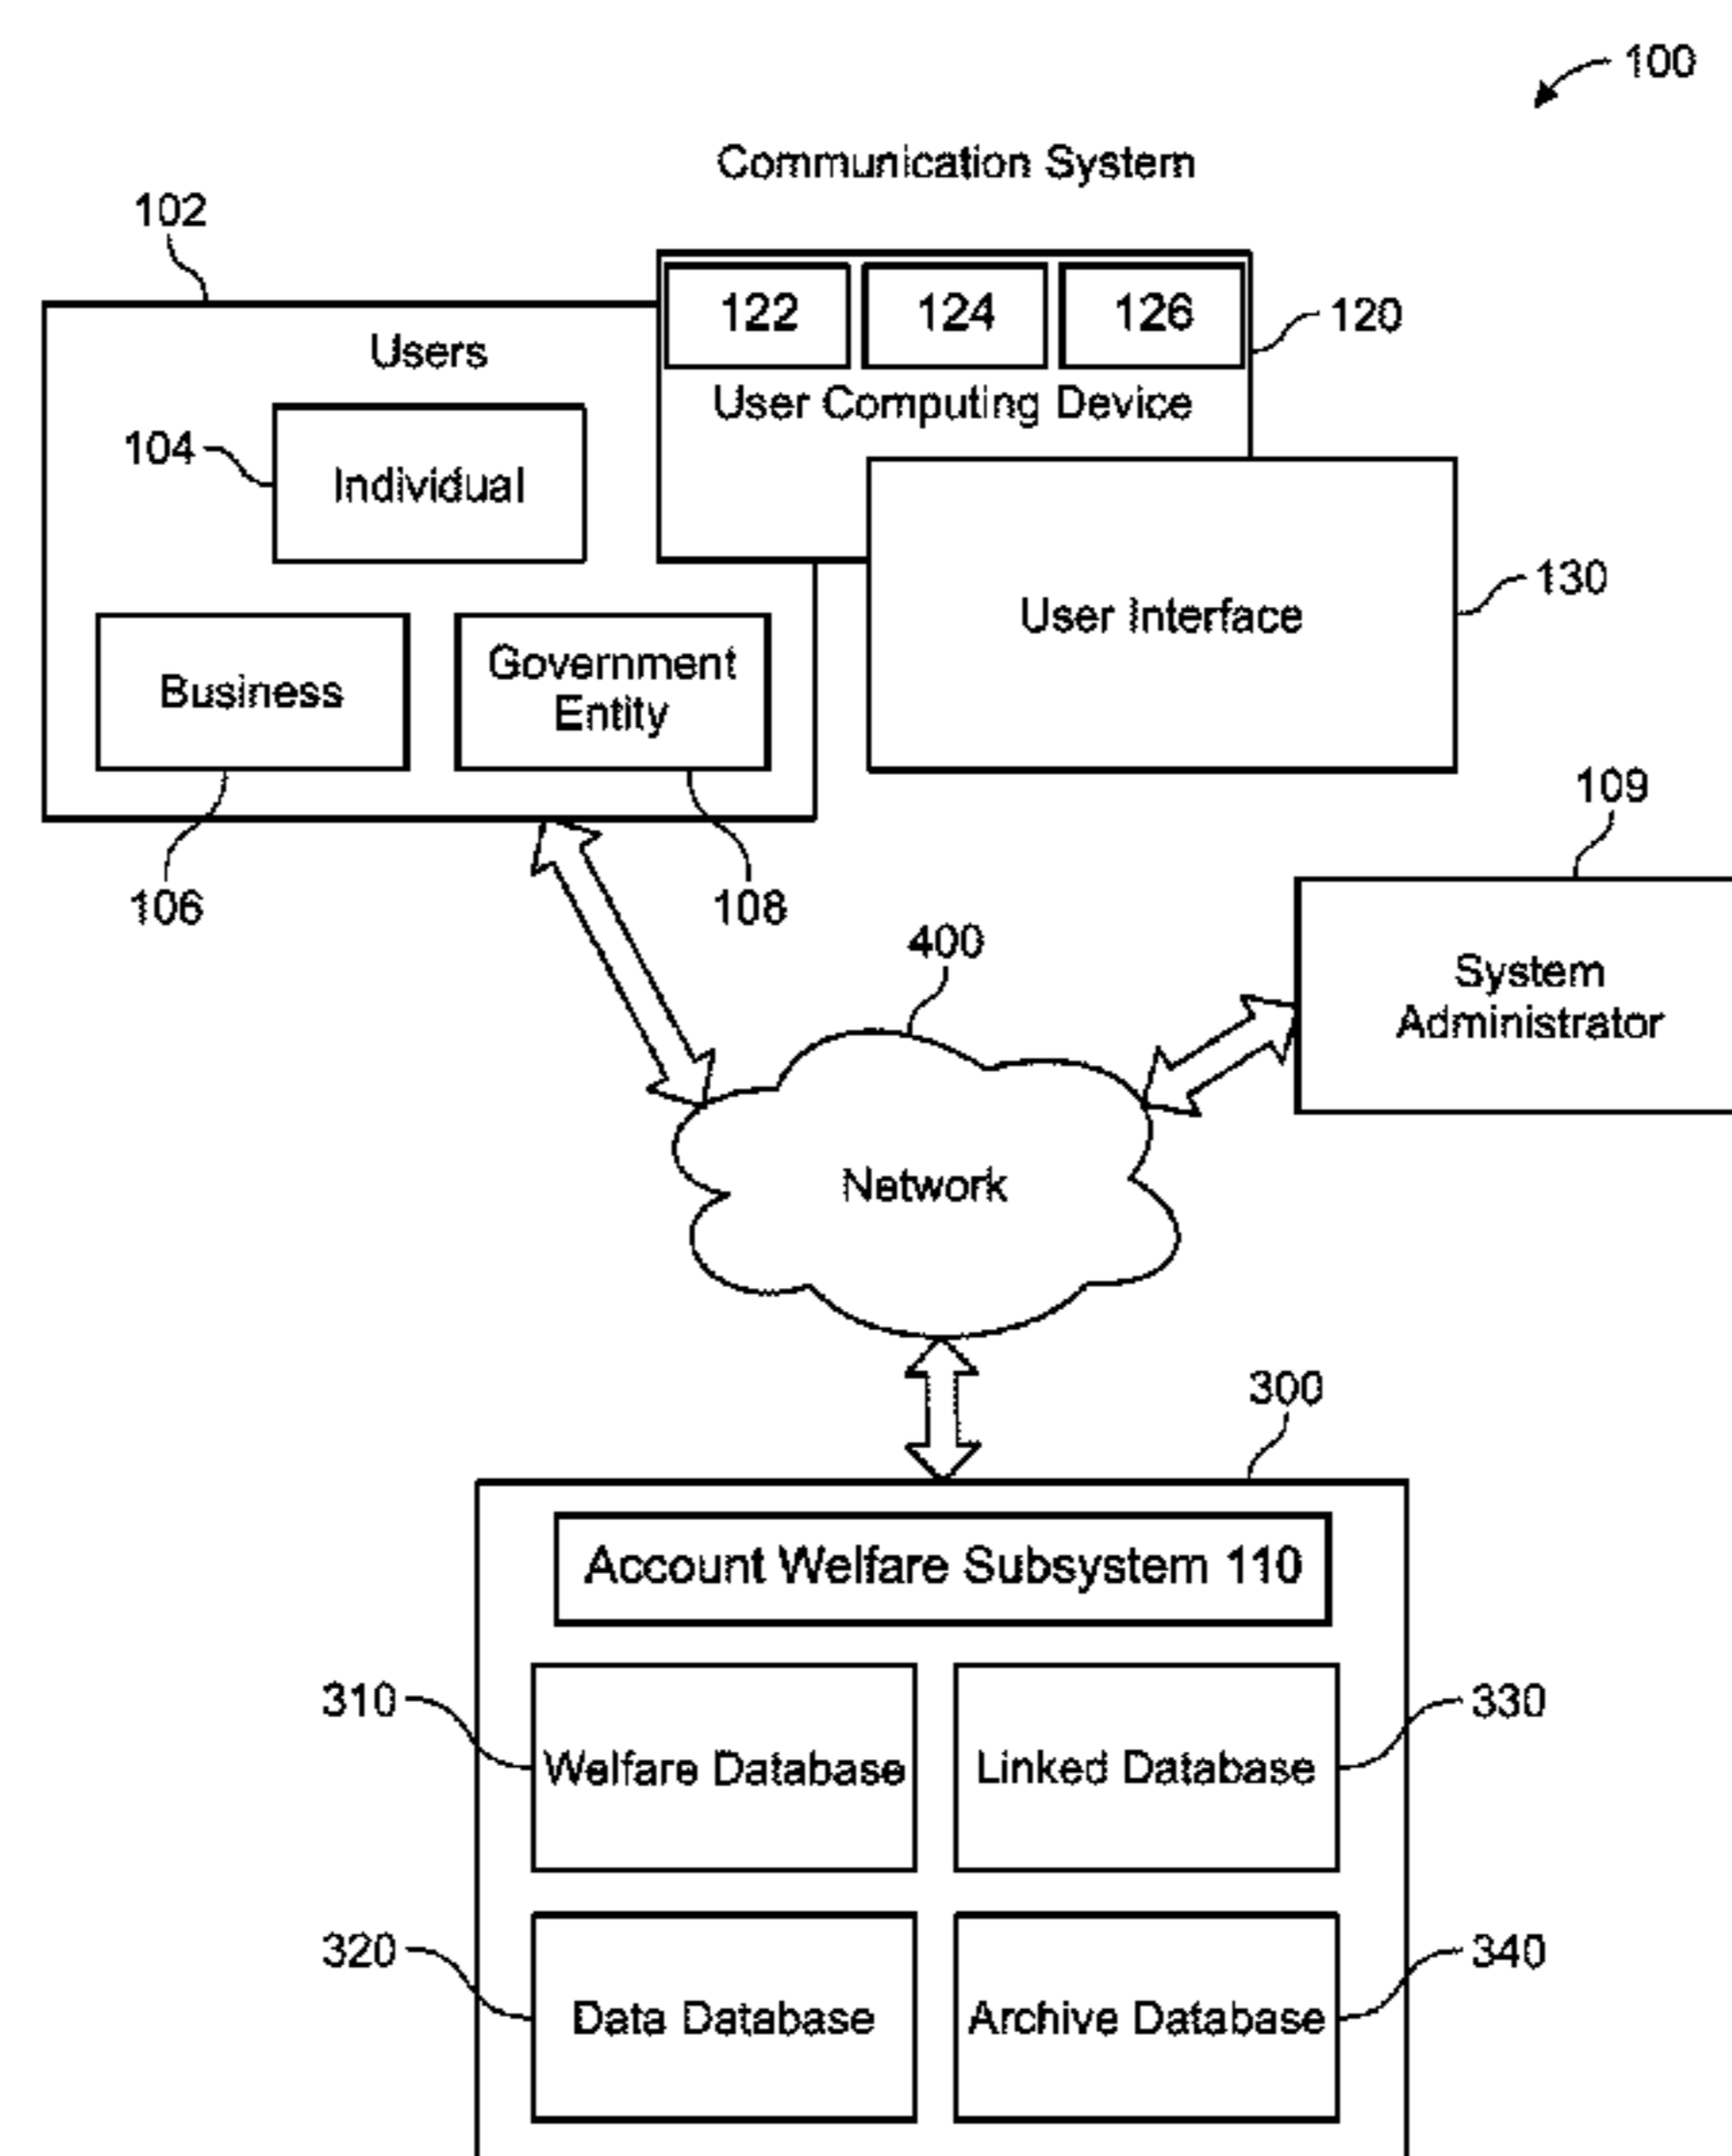 100
Communication System
102
122 124 126
120
Users
User Computing Device
104
Individual
130
User Interface
Business
Government
Entity
109
106
108
400
System
Administrator
Network
300
Account Welfare Subsystem 110
310
330
Welfare Database
Linked Database
320
340
Data Database
Archive Database